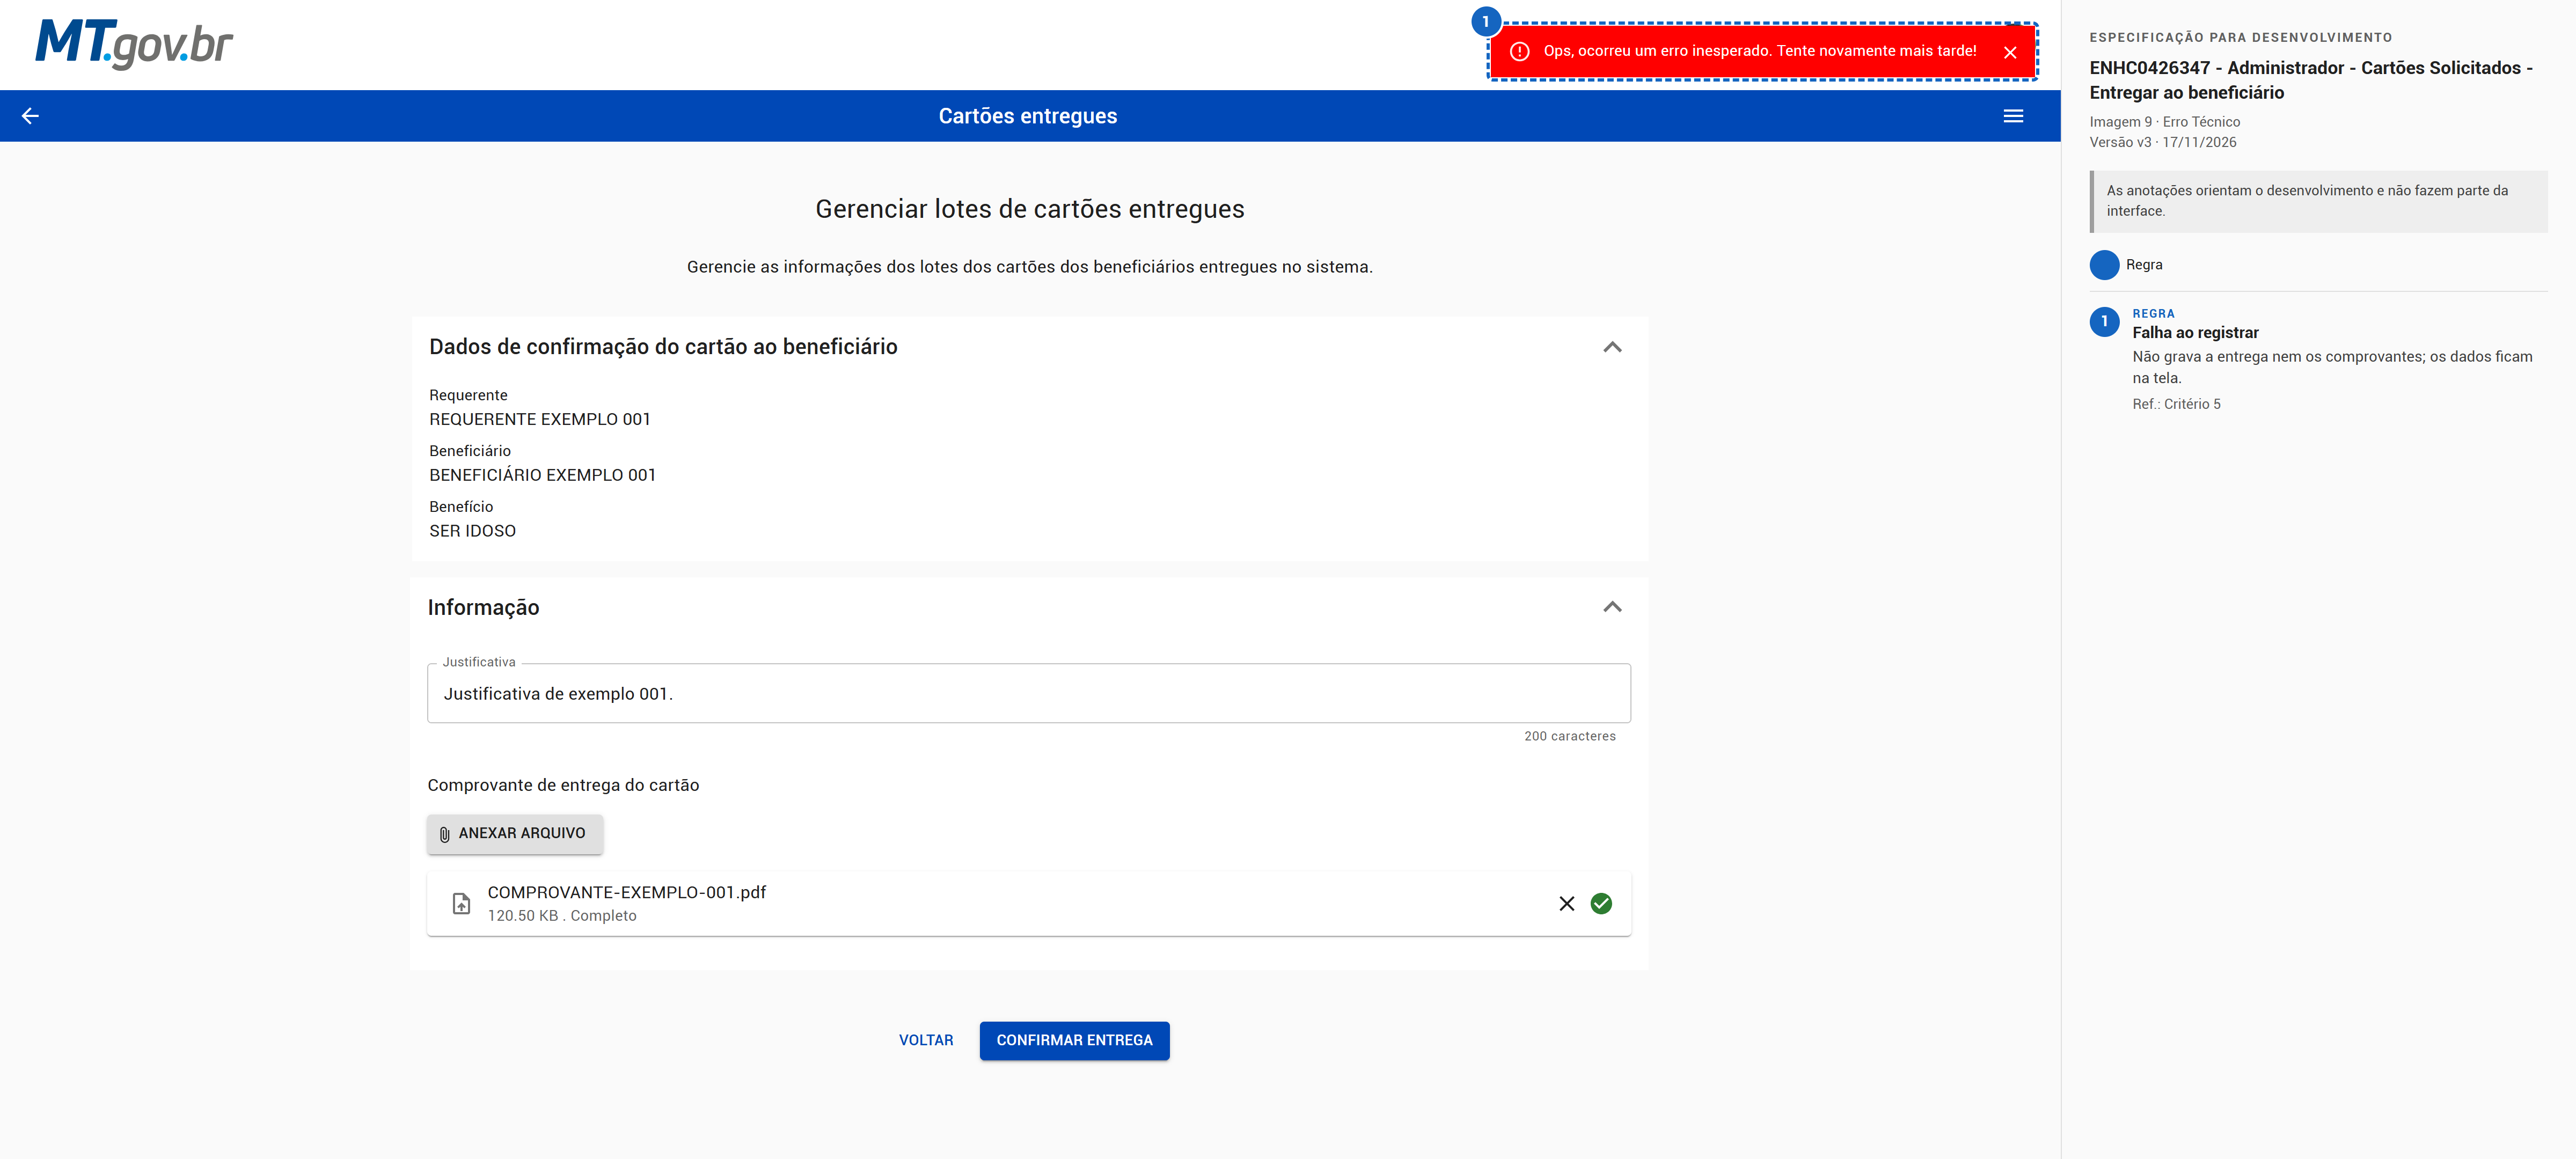 MT.gov.br
1
Ops, ocorreu um erro inesperado. Tente novamente mais tarde!
Cartões entregues
Gerenciar lotes de cartões entregues
Gerencie as informações dos lotes dos cartões dos beneficiários entregues no sistema.
Dados de confirmação do cartão ao beneficiário
Requerente
REQUERENTE EXEMPLO 001
Beneficiário
BENEFICIÁRIO EXEMPLO 001
Benefício
SER IDOSO
Informação
Justificativa
Justificativa de exemplo 001.
200 caracteres
Comprovante de entrega do cartão
ANEXAR ARQUIVO
COMPROVANTE-EXEMPLO-001.pdf
120.50 KB . Completo
VOLTAR
CONFIRMAR ENTREGA
ESPECIFICAÇÃO PARA DESENVOLVIMENTO
ENHC0426347 - Administrador - Cartões Solicitados -
Entregar ao beneficiário
Imagem 9 · Erro Técnico
Versão v3 · 17/11/2026
As anotações orientam o desenvolvimento e não fazem parte da
interface.
Regra
1
REGRA
Falha ao registrar
Não grava a entrega nem os comprovantes; os dados ficam
na tela.
Ref.: Critério 5